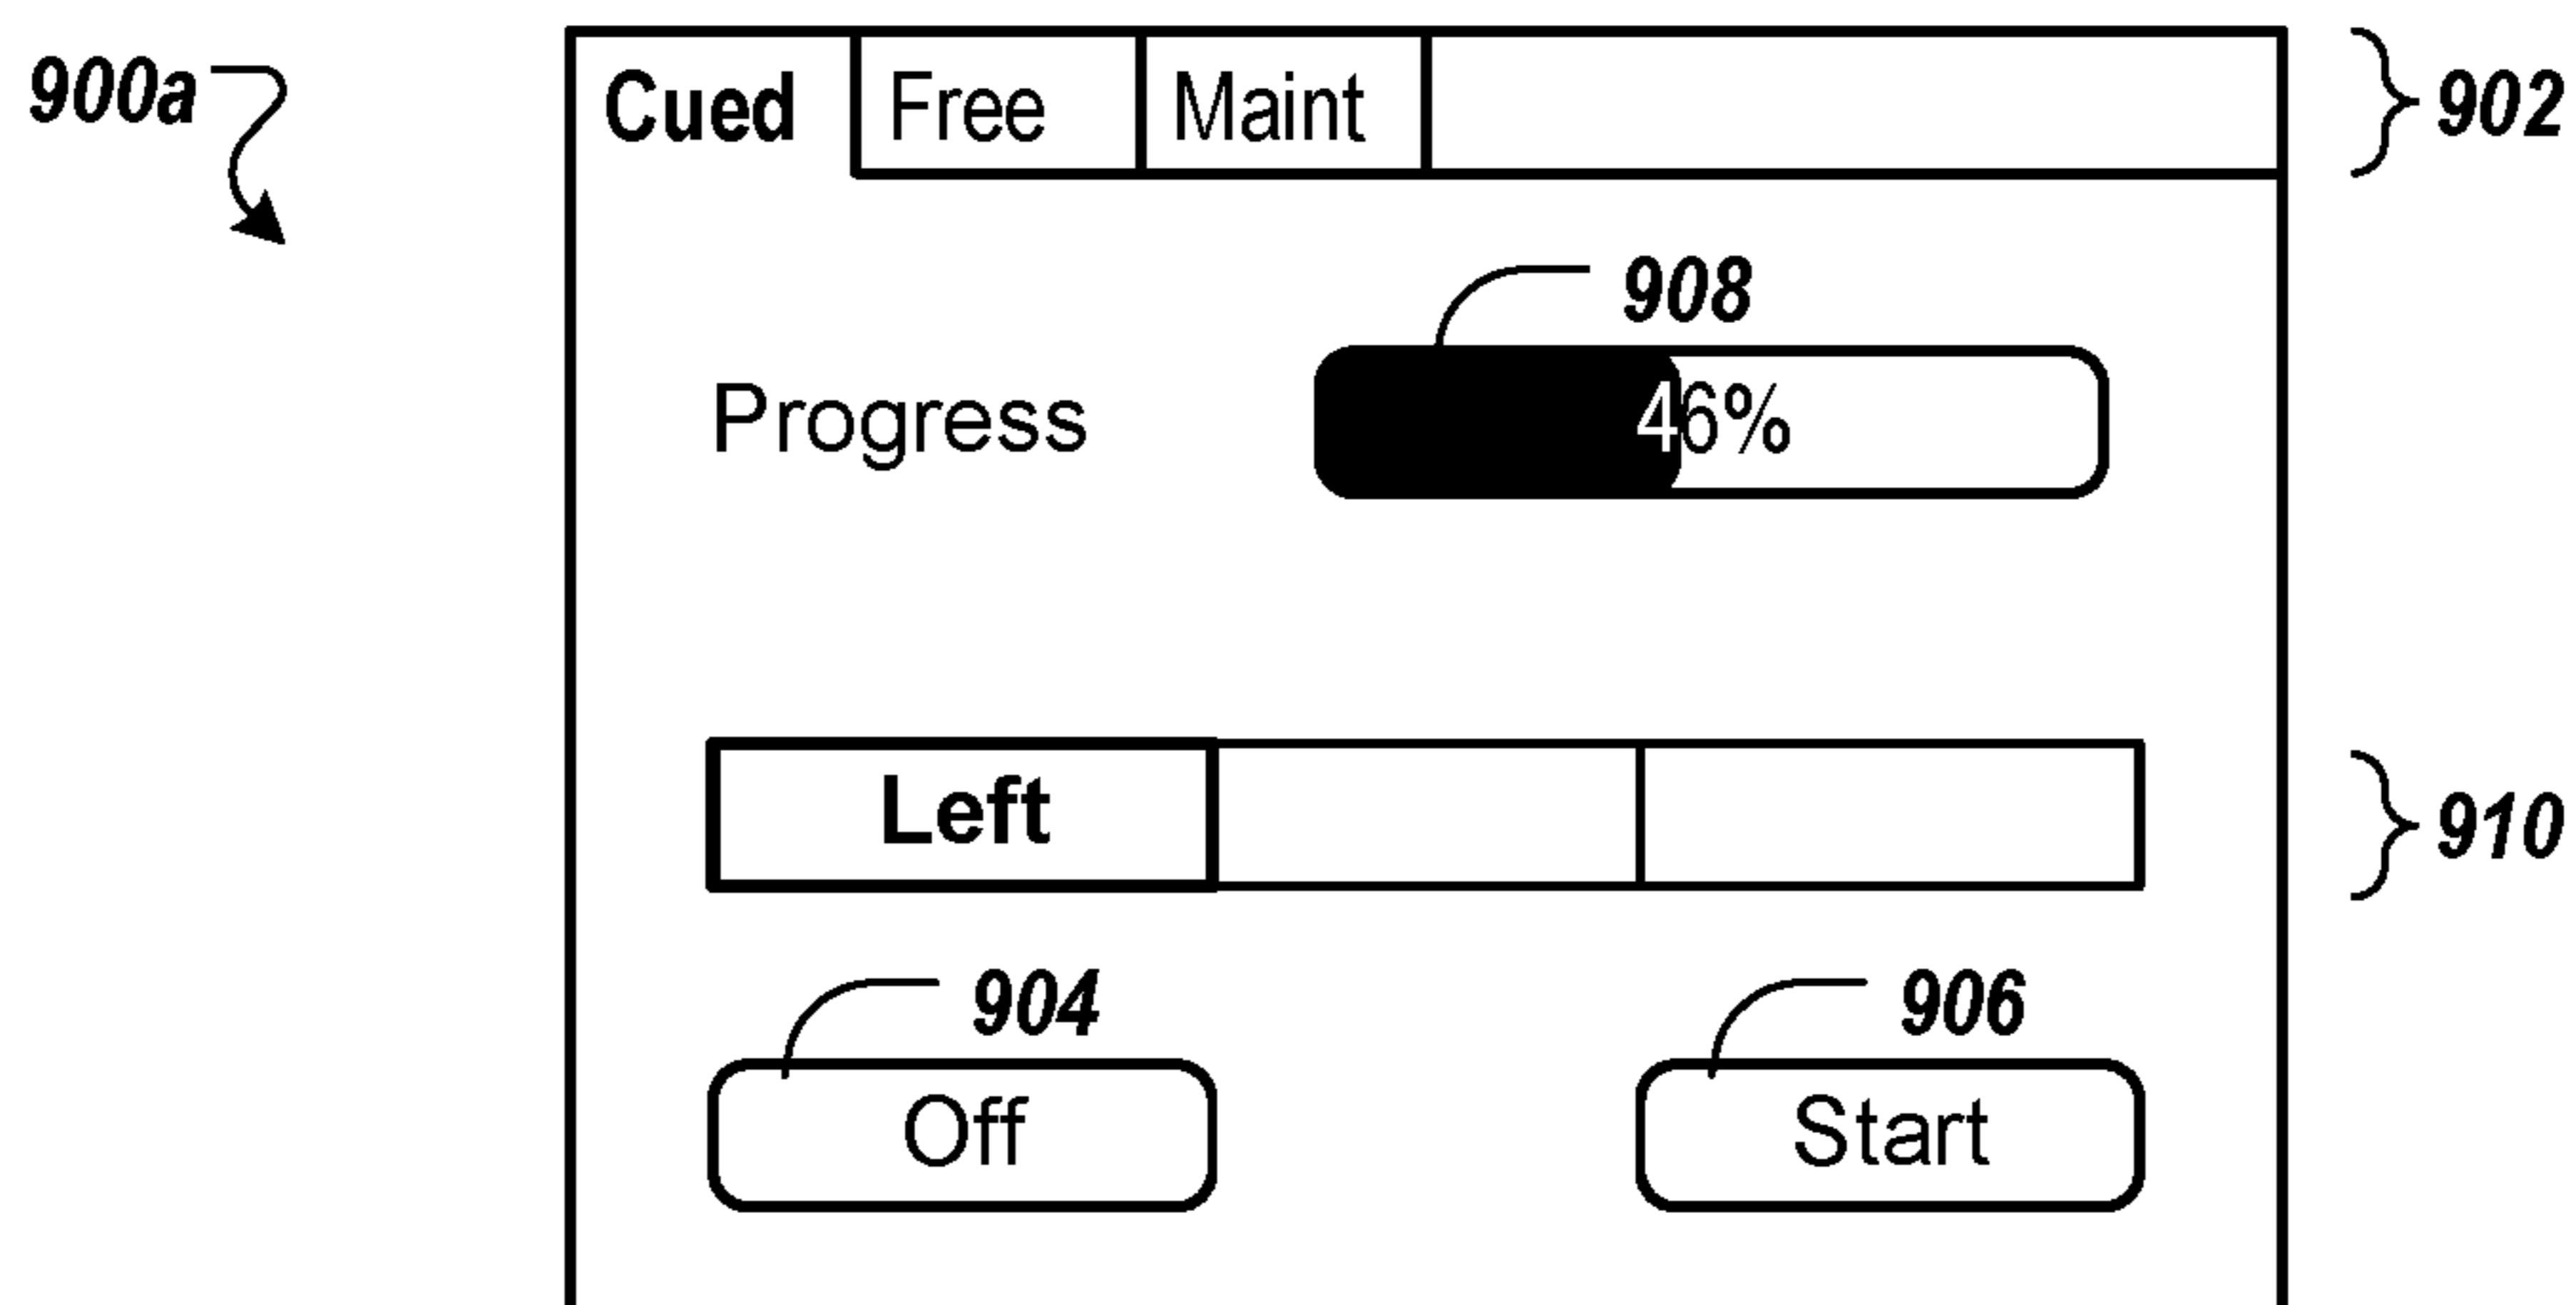 900a Cued Free Maint 902
908
Progress 46%
Left 910
904 906
Off Start